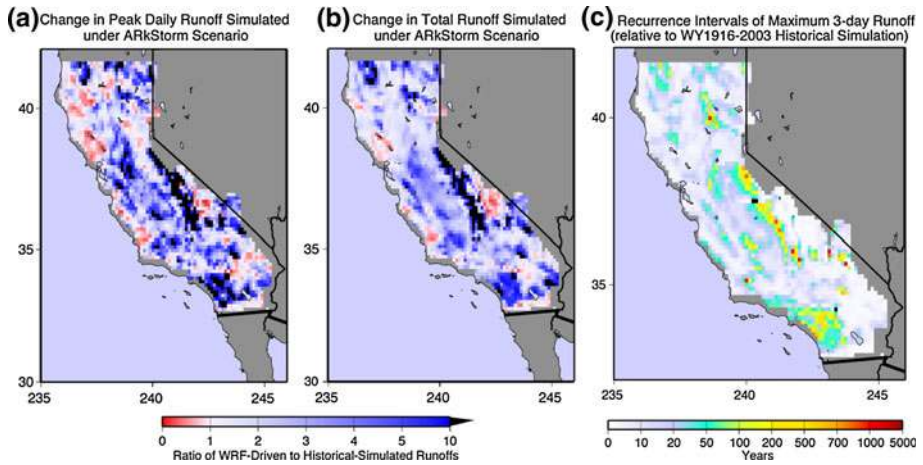 (a) Change in Peak Daily Runoff Simulated
under ARkStorm Scenario
(b) Change in Total Runoff Simulated
under ARkStorm Scenario
(c) Recurrence Intervals of Maximum 3-day Runoff
(relative to WY1916-2003 Historical Simulation)
40
35
30
235 240 245
40
35
30
235 240 245
40
35
235 240 245
0 1 2 3 4 5 10
Ratio of WRF-Driven to Historical-Simulated Runoffs
0 10 20 50 100 200 700 1000 5000
Years